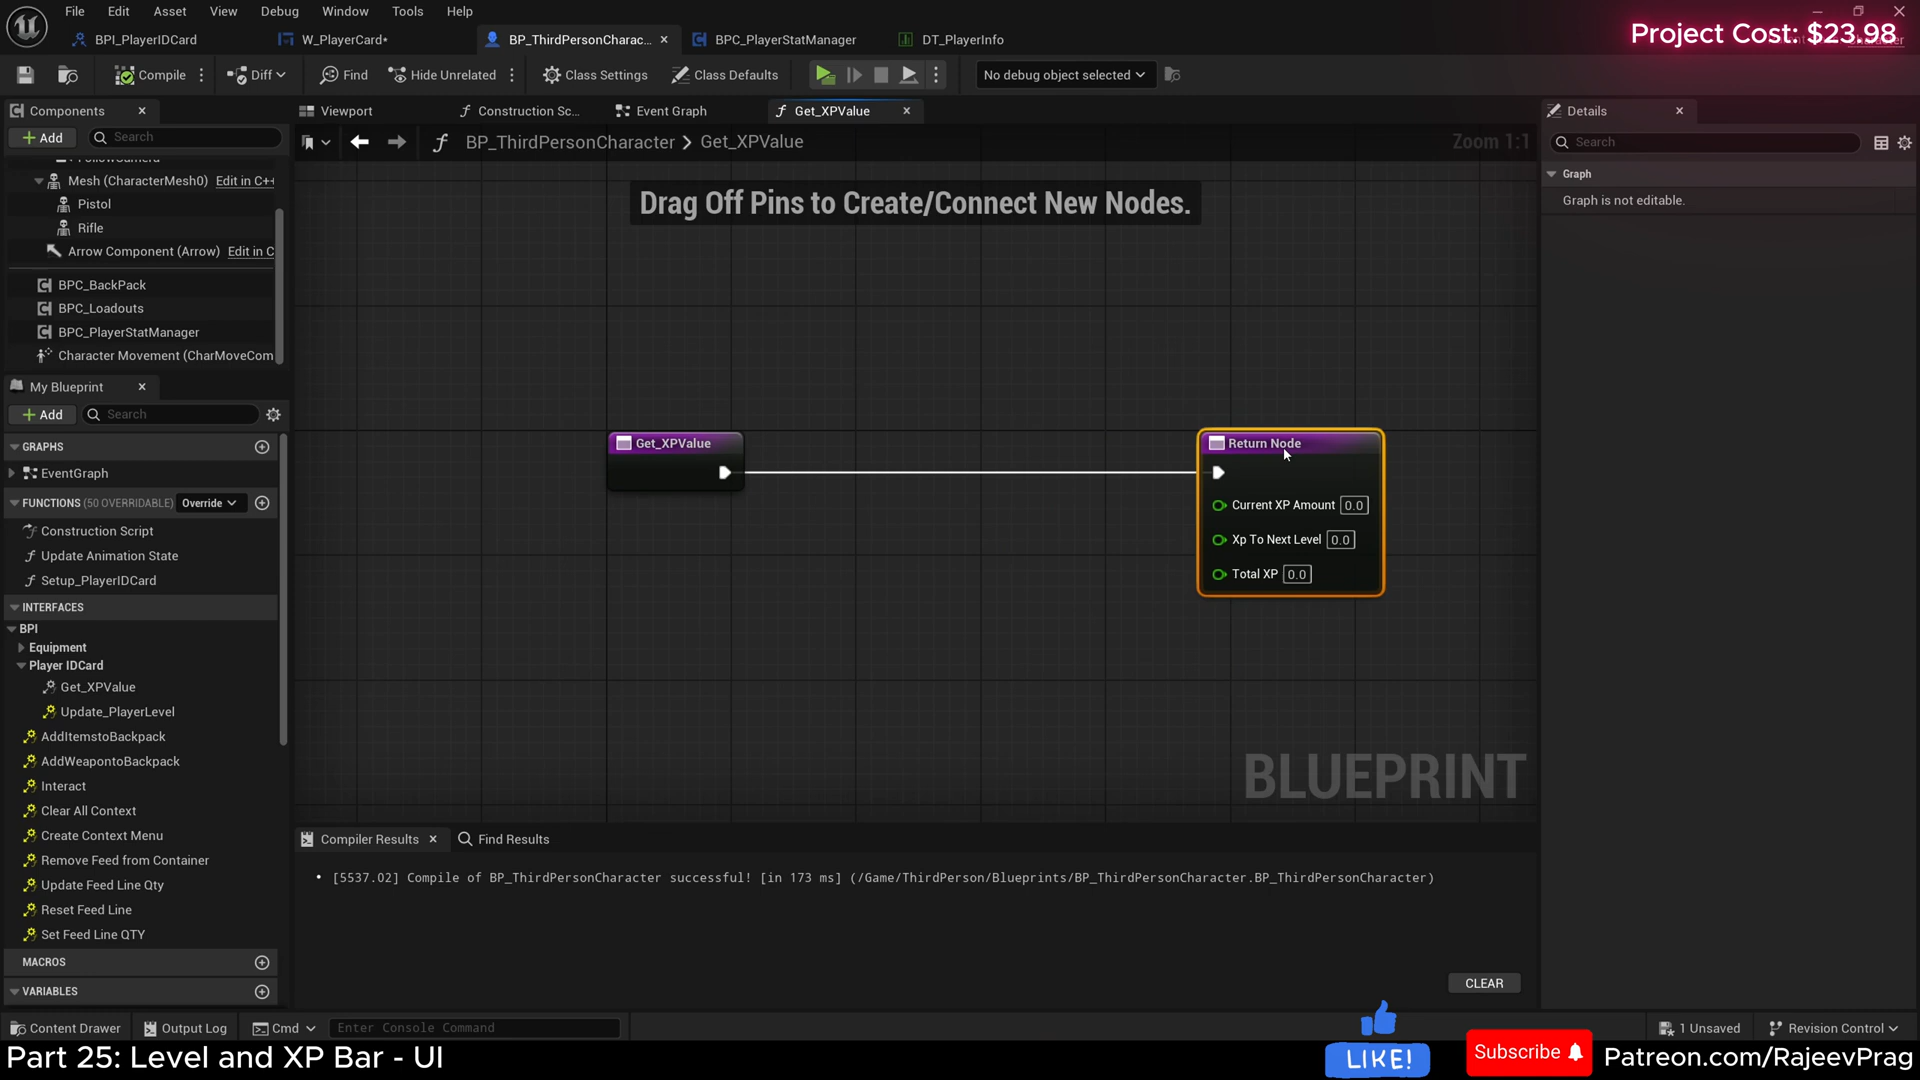 File Edit Asset View Debug Window Tools Help
Project Cost: $23.98
BPI_PlayerIDCard W_PlayerCard* BP_ThirdPersonCharac... BPC_PlayerStatManager DT_PlayerInfo
Compile Diff Find Hide Unrelated Class Settings Class Defaults No debug object selected
Components Viewport Construction Sc... Event Graph Get_XPValue Details
Add Search
BP_ThirdPersonCharacter > Get_XPValue Zoom 1:1
Search
Graph
Graph is not editable.
Drag Off Pins to Create/Connect New Nodes.
FollowCamera
Mesh (CharacterMesh0) Edit in C++
Pistol
Rifle
Arrow Component (Arrow) Edit in C
BPC_BackPack
BPC_Loadouts
BPC_PlayerStatManager
Character Movement (CharMoveCom
My Blueprint
Add Search
GRAPHS
EventGraph
FUNCTIONS (50 OVERRIDABLE) Override
Construction Script
Update Animation State
Setup_PlayerIDCard
INTERFACES
BPI
Equipment
Player IDCard
Get_XPValue
Update_PlayerLevel
AddItemstoBackpack
AddWeapontoBackpack
Interact
Clear All Context
Create Context Menu
Remove Feed from Container
Update Feed Line Qty
Reset Feed Line
Set Feed Line QTY
MACROS
VARIABLES
Get_XPValue
Return Node
Current XP Amount 0.0
Xp To Next Level 0.0
Total XP 0.0
BLUEPRINT
Compiler Results Find Results
[5537.02] Compile of BP_ThirdPersonCharacter successful! [in 173 ms] (/Game/ThirdPerson/Blueprints/BP_ThirdPersonCharacter.BP_ThirdPersonCharacter)
CLEAR
Content Drawer Output Log Cmd Enter Console Command 1 Unsaved Revision Control
Part 25: Level and XP Bar - UI
LIKE!
Subscribe
Patreon.com/RajeevPrag